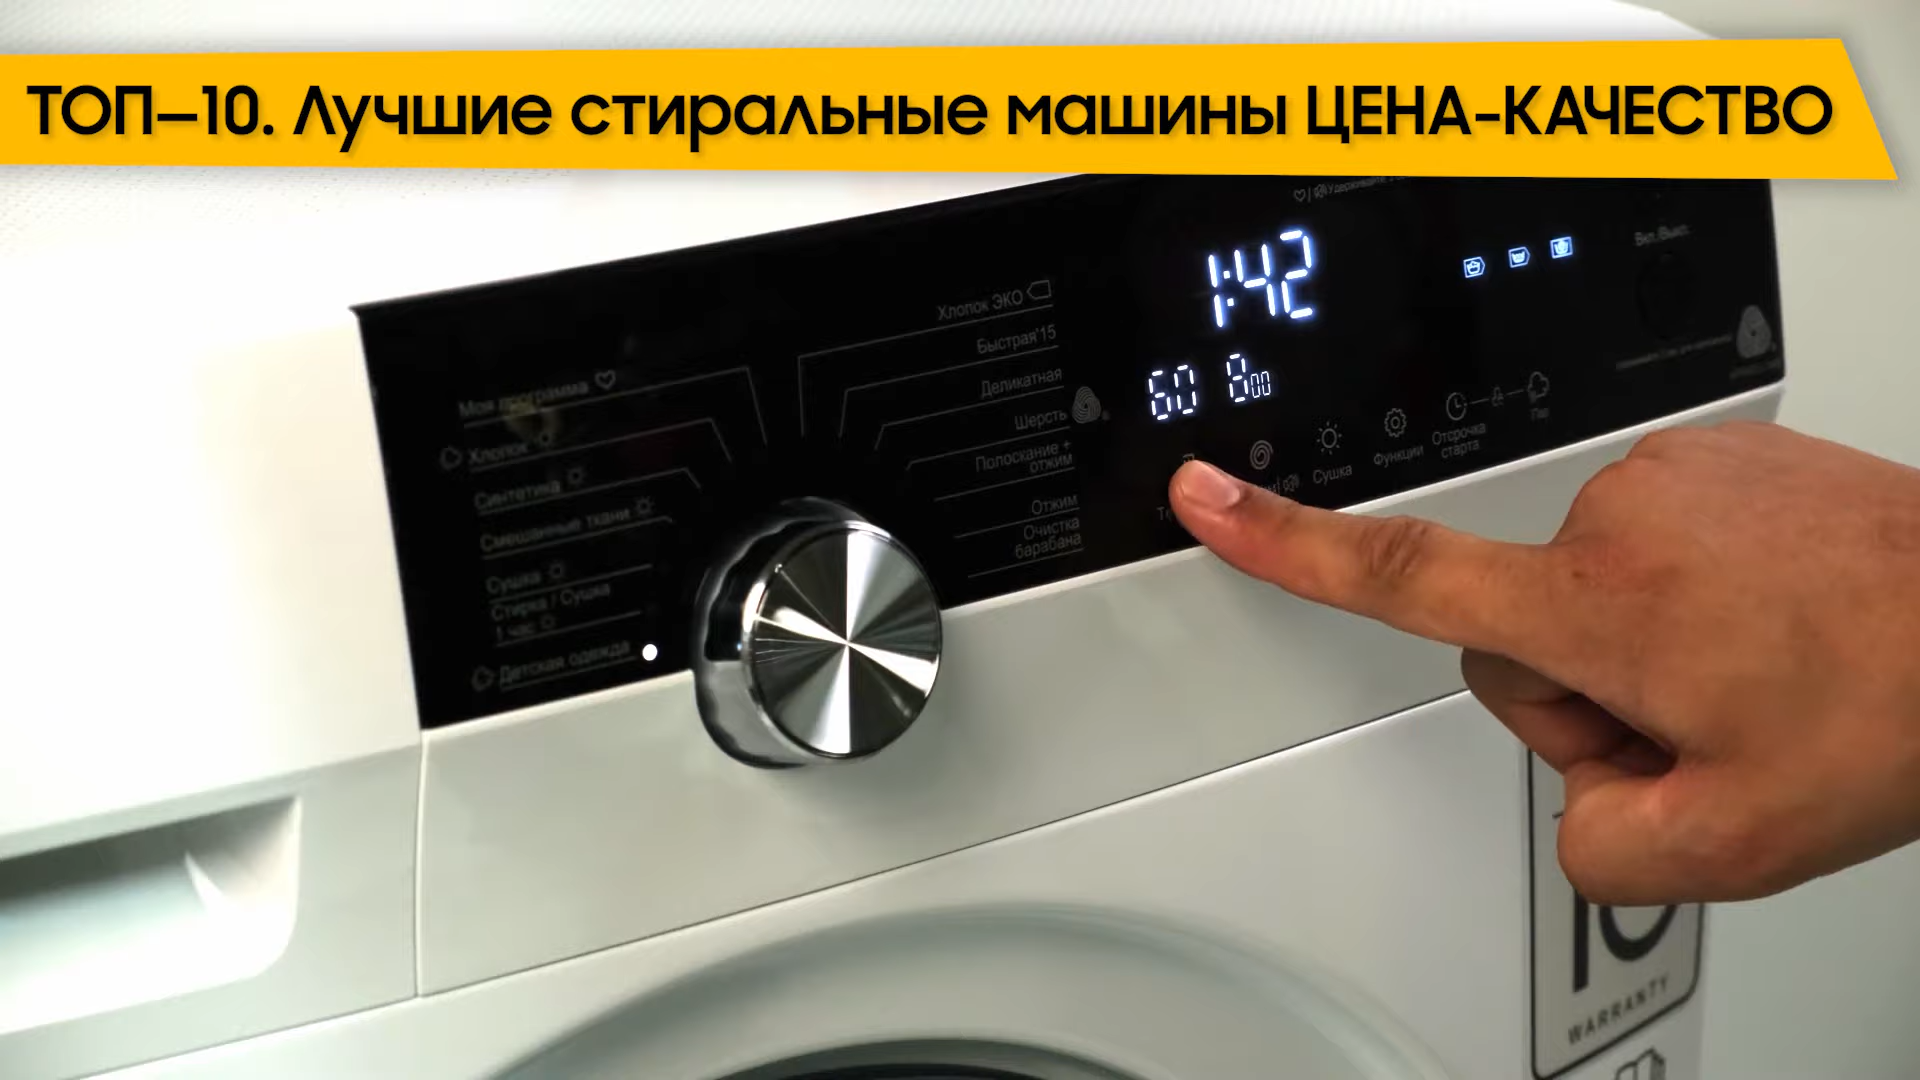 ТОП–10. Лучшие стиральные машины ЦЕНА-КАЧЕСТВО
Моя программа
Хлопок
Синтетика
Смешанные ткани
Сушка
Стирка / Сушка
1 час
Детская одежда
Хлопок ЭКО
Быстрая'15
Деликатная
Шерсть
Полоскание +
отжим
Отжим
Очистка
барабана
1:42
60 800
Сушка
Функции
Отсрочка
старта
Пар
Вкл./Выкл.
10
WARRANTY